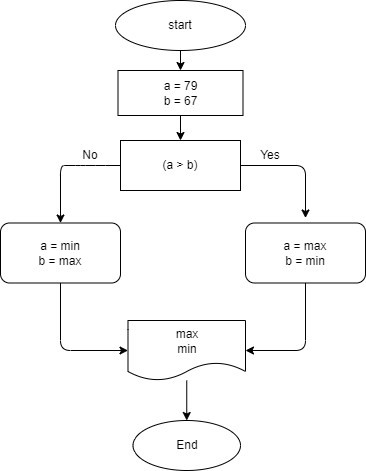 start
a = 79
b = 67
(a > b)
No
Yes
a = min
b = max
a = max
b = min
max
min
End